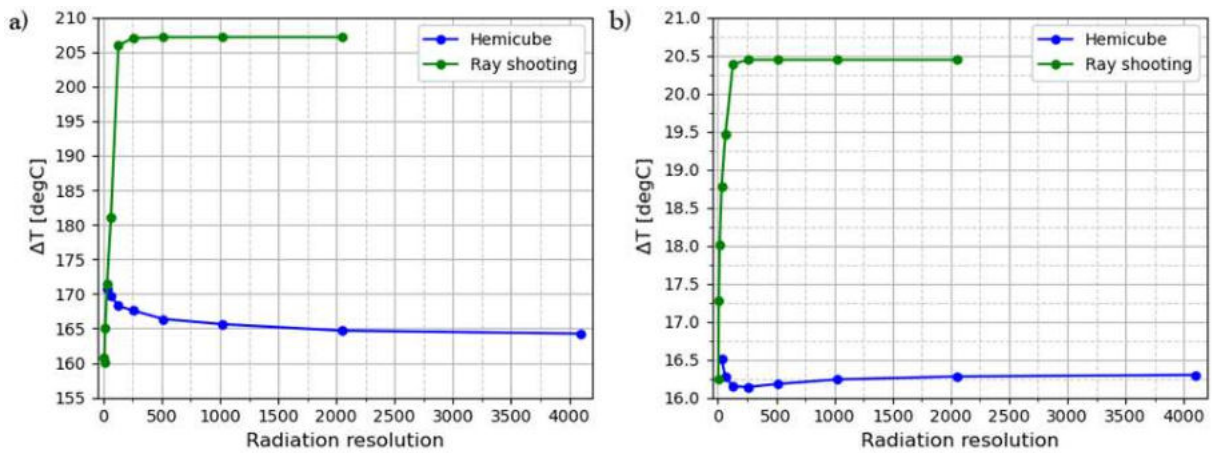 a)
210
205
200
195
190
185
180
175
170
165
160
155
ΔT [degC]
Hemicube
Ray shooting
0 500 1000 1500 2000 2500 3000 3500 4000
Radiation resolution
b)
21.0
20.5
20.0
19.5
19.0
18.5
18.0
17.5
17.0
16.5
16.0
ΔT [degC]
Hemicube
Ray shooting
0 500 1000 1500 2000 2500 3000 3500 4000
Radiation resolution